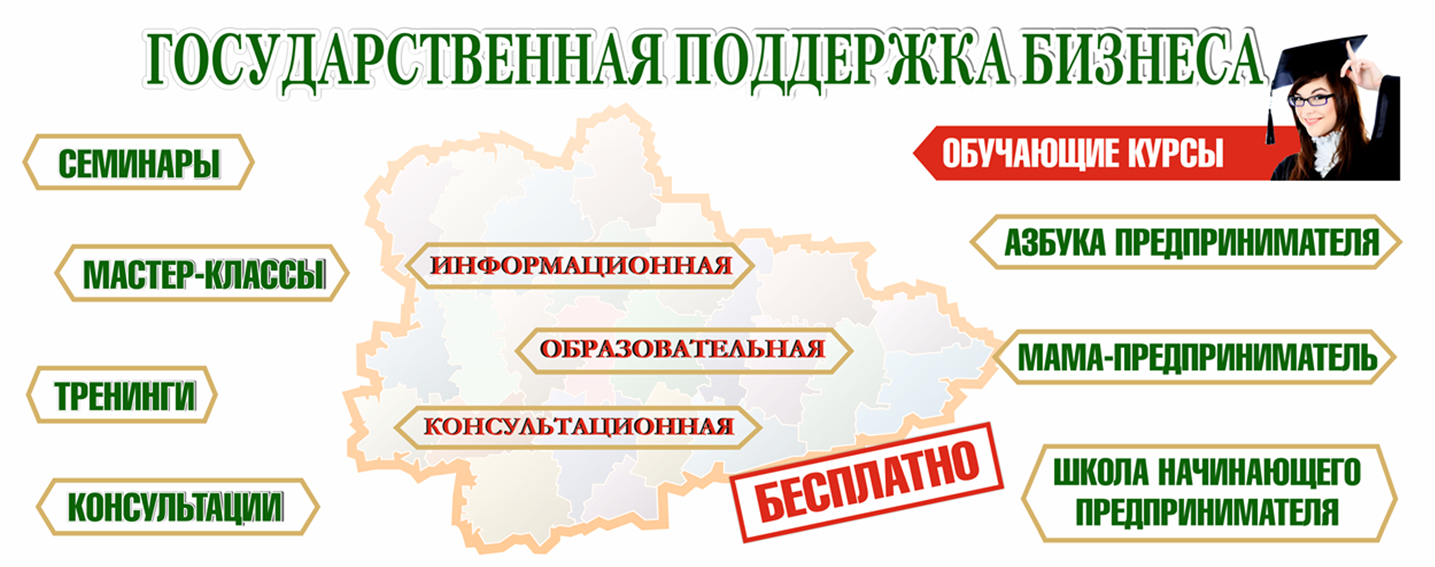 ГОСУДАРСТВЕННАЯ ПОДДЕРЖКА БИЗНЕСА
СЕМИНАРЫ
МАСТЕР-КЛАССЫ
ТРЕНИНГИ
КОНСУЛЬТАЦИИ
ИНФОРМАЦИОННАЯ
ОБРАЗОВАТЕЛЬНАЯ
КОНСУЛЬТАЦИОННАЯ
БЕСПЛАТНО
ОБУЧАЮЩИЕ КУРСЫ
АЗБУКА ПРЕДПРИНИМАТЕЛЯ
МАМА-ПРЕДПРИНИМАТЕЛЬ
ШКОЛА НАЧИНАЮЩЕГО
ПРЕДПРИНИМАТЕЛЯ